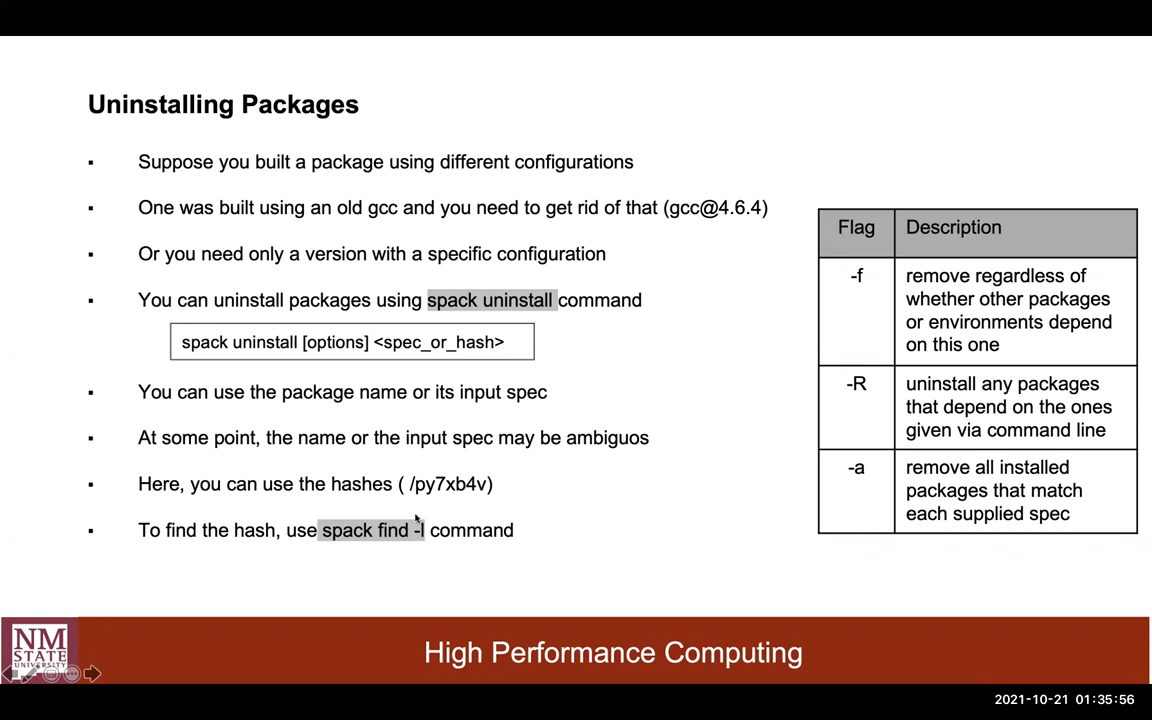 Uninstalling Packages
▪ Suppose you built a package using different configurations
▪ One was built using an old gcc and you need to get rid of that (gcc@4.6.4)
▪ Or you need only a version with a specific configuration
▪ You can uninstall packages using spack uninstall command
spack uninstall [options] <spec_or_hash>
▪ You can use the package name or its input spec
▪ At some point, the name or the input spec may be ambiguos
▪ Here, you can use the hashes ( /py7xb4v)
▪ To find the hash, use spack find -l command
Flag Description
-f remove regardless of
whether other packages
or environments depend
on this one
-R uninstall any packages
that depend on the ones
given via command line
-a remove all installed
packages that match
each supplied spec
NM
STATE
UNIVERSITY
High Performance Computing
2021-10-21 01:35:56